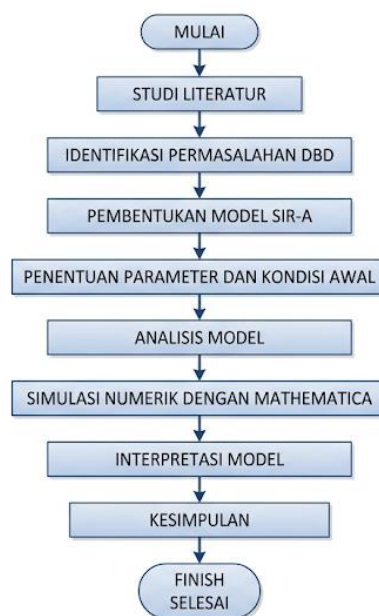 MULAI
STUDI LITERATUR
IDENTIFIKASI PERMASALAHAN DBD
PEMBENTUKAN MODEL SIR-A
PENENTUAN PARAMETER DAN KONDISI AWAL
ANALISIS MODEL
SIMULASI NUMERIK DENGAN MATHEMATICA
INTERPRETASI MODEL
KESIMPULAN
FINISH
SELESAI